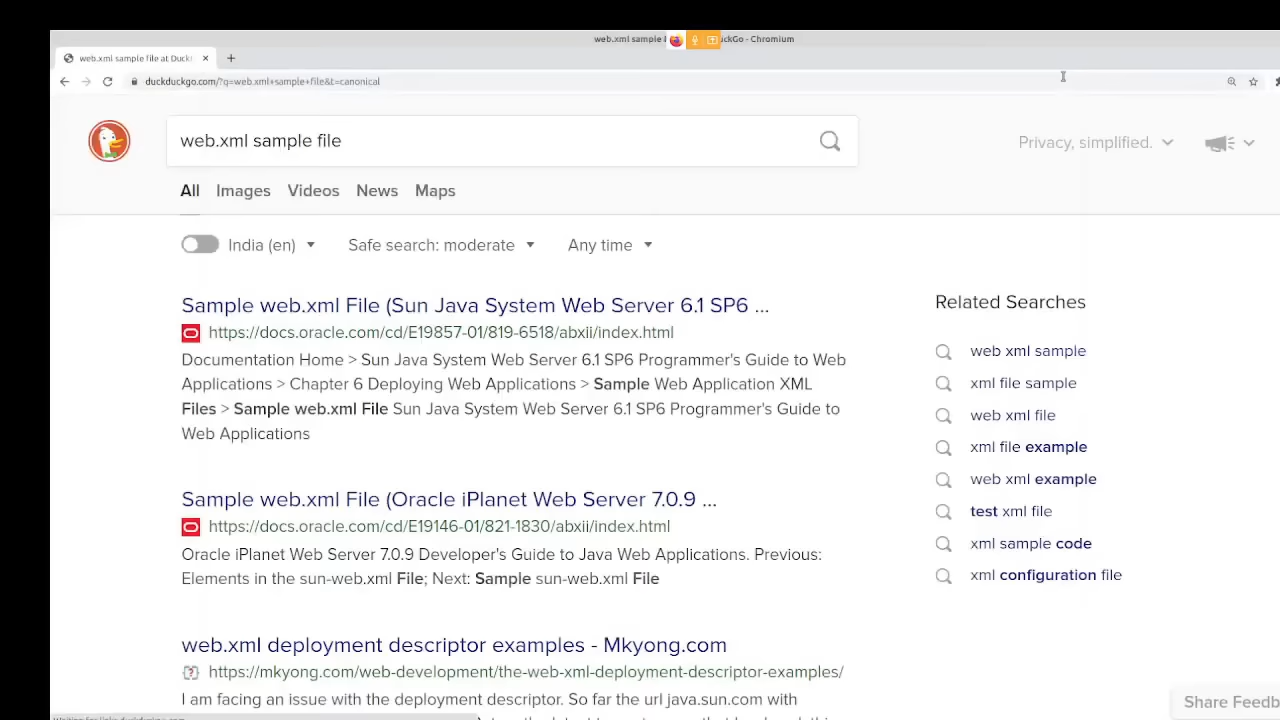 web.xml sample
uckGo - Chromium
web.xml sample file at Duck
duckduckgo.com/?q=web.xml+sample+file&t=canonical
web.xml sample file
Privacy, simplified.
All Images Videos News Maps
India (en) Safe search: moderate Any time
Sample web.xml File (Sun Java System Web Server 6.1 SP6 ...
https://docs.oracle.com/cd/E19857-01/819-6518/abxii/index.html
Documentation Home > Sun Java System Web Server 6.1 SP6 Programmer's Guide to Web
Applications > Chapter 6 Deploying Web Applications > Sample Web Application XML
Files > Sample web.xml File Sun Java System Web Server 6.1 SP6 Programmer's Guide to
Web Applications
Sample web.xml File (Oracle iPlanet Web Server 7.0.9 ...
https://docs.oracle.com/cd/E19146-01/821-1830/abxii/index.html
Oracle iPlanet Web Server 7.0.9 Developer's Guide to Java Web Applications. Previous:
Elements in the sun-web.xml File; Next: Sample sun-web.xml File
web.xml deployment descriptor examples - Mkyong.com
https://mkyong.com/web-development/the-web-xml-deployment-descriptor-examples/
I am facing an issue with the deployment descriptor. So far the url java.sun.com with
Related Searches
web xml sample
xml file sample
web xml file
xml file example
web xml example
test xml file
xml sample code
xml configuration file
Share Feedb